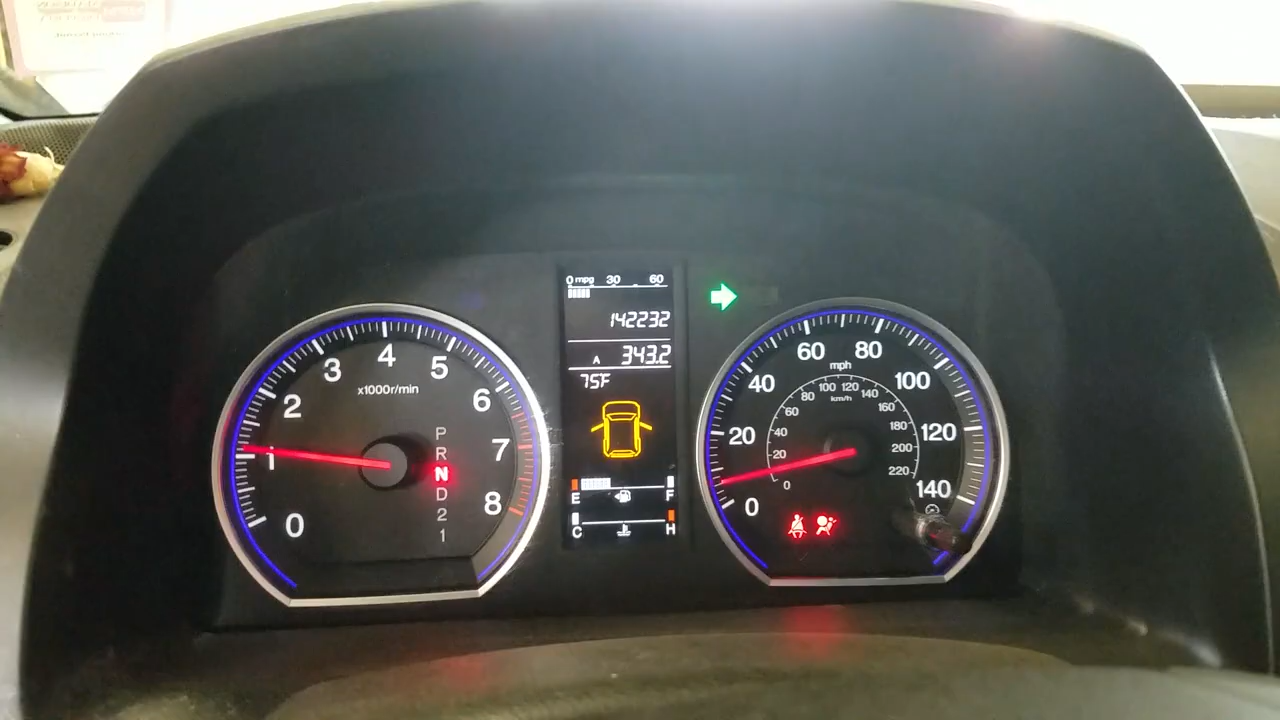 0 mpg 30 60
142232
A 343.2
75°F
E F
C H
0 1 2 3 4 5 6 7 8
x1000r/min
P
R
N
D
2
1
0 20 40 60 80 100 120 140
mph
0 20 40 60 80 100 120 140 160 180 200 220
km/h